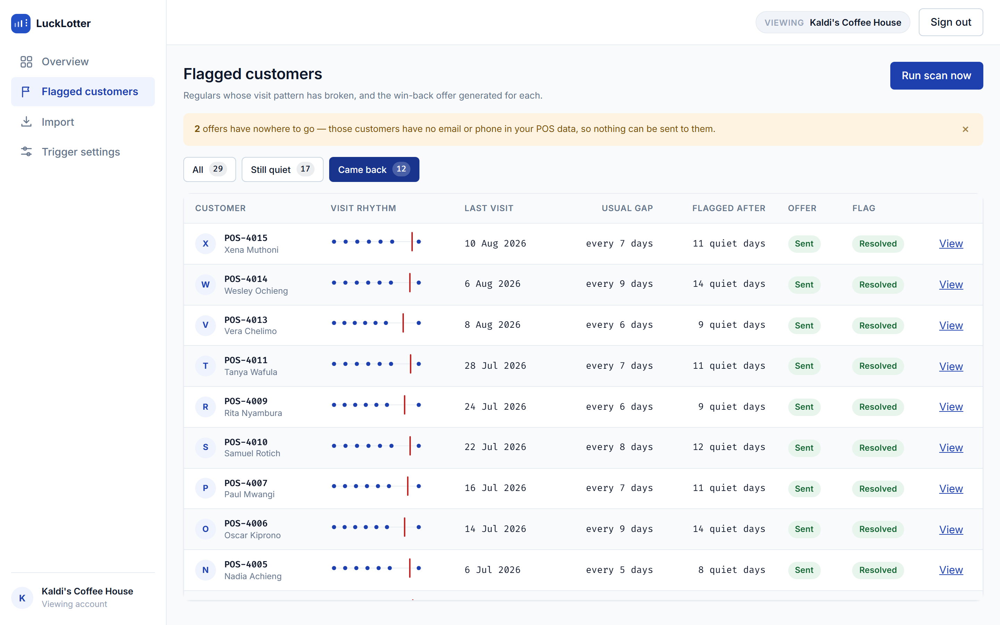 LuckLotter
VIEWING Kaldi's Coffee House
Sign out
Overview
Flagged customers
Import
Trigger settings
Flagged customers
Run scan now
Regulars whose visit pattern has broken, and the win-back offer generated for each.
2 offers have nowhere to go — those customers have no email or phone in your POS data, so nothing can be sent to them. ×
All 29 Still quiet 17 Came back 12
CUSTOMER VISIT RHYTHM LAST VISIT USUAL GAP FLAGGED AFTER OFFER FLAG
X POS-4015 10 Aug 2026 every 7 days 11 quiet days Sent Resolved View
Xena Muthoni
W POS-4014 6 Aug 2026 every 9 days 14 quiet days Sent Resolved View
Wesley Ochieng
V POS-4013 8 Aug 2026 every 6 days 9 quiet days Sent Resolved View
Vera Chelimo
T POS-4011 28 Jul 2026 every 7 days 11 quiet days Sent Resolved View
Tanya Wafula
R POS-4009 24 Jul 2026 every 6 days 9 quiet days Sent Resolved View
Rita Nyambura
S POS-4010 22 Jul 2026 every 8 days 12 quiet days Sent Resolved View
Samuel Rotich
P POS-4007 16 Jul 2026 every 7 days 11 quiet days Sent Resolved View
Paul Mwangi
O POS-4006 14 Jul 2026 every 9 days 14 quiet days Sent Resolved View
Oscar Kiprono
N POS-4005 6 Jul 2026 every 5 days 8 quiet days Sent Resolved View
Nadia Achieng
K Kaldi's Coffee House
Viewing account